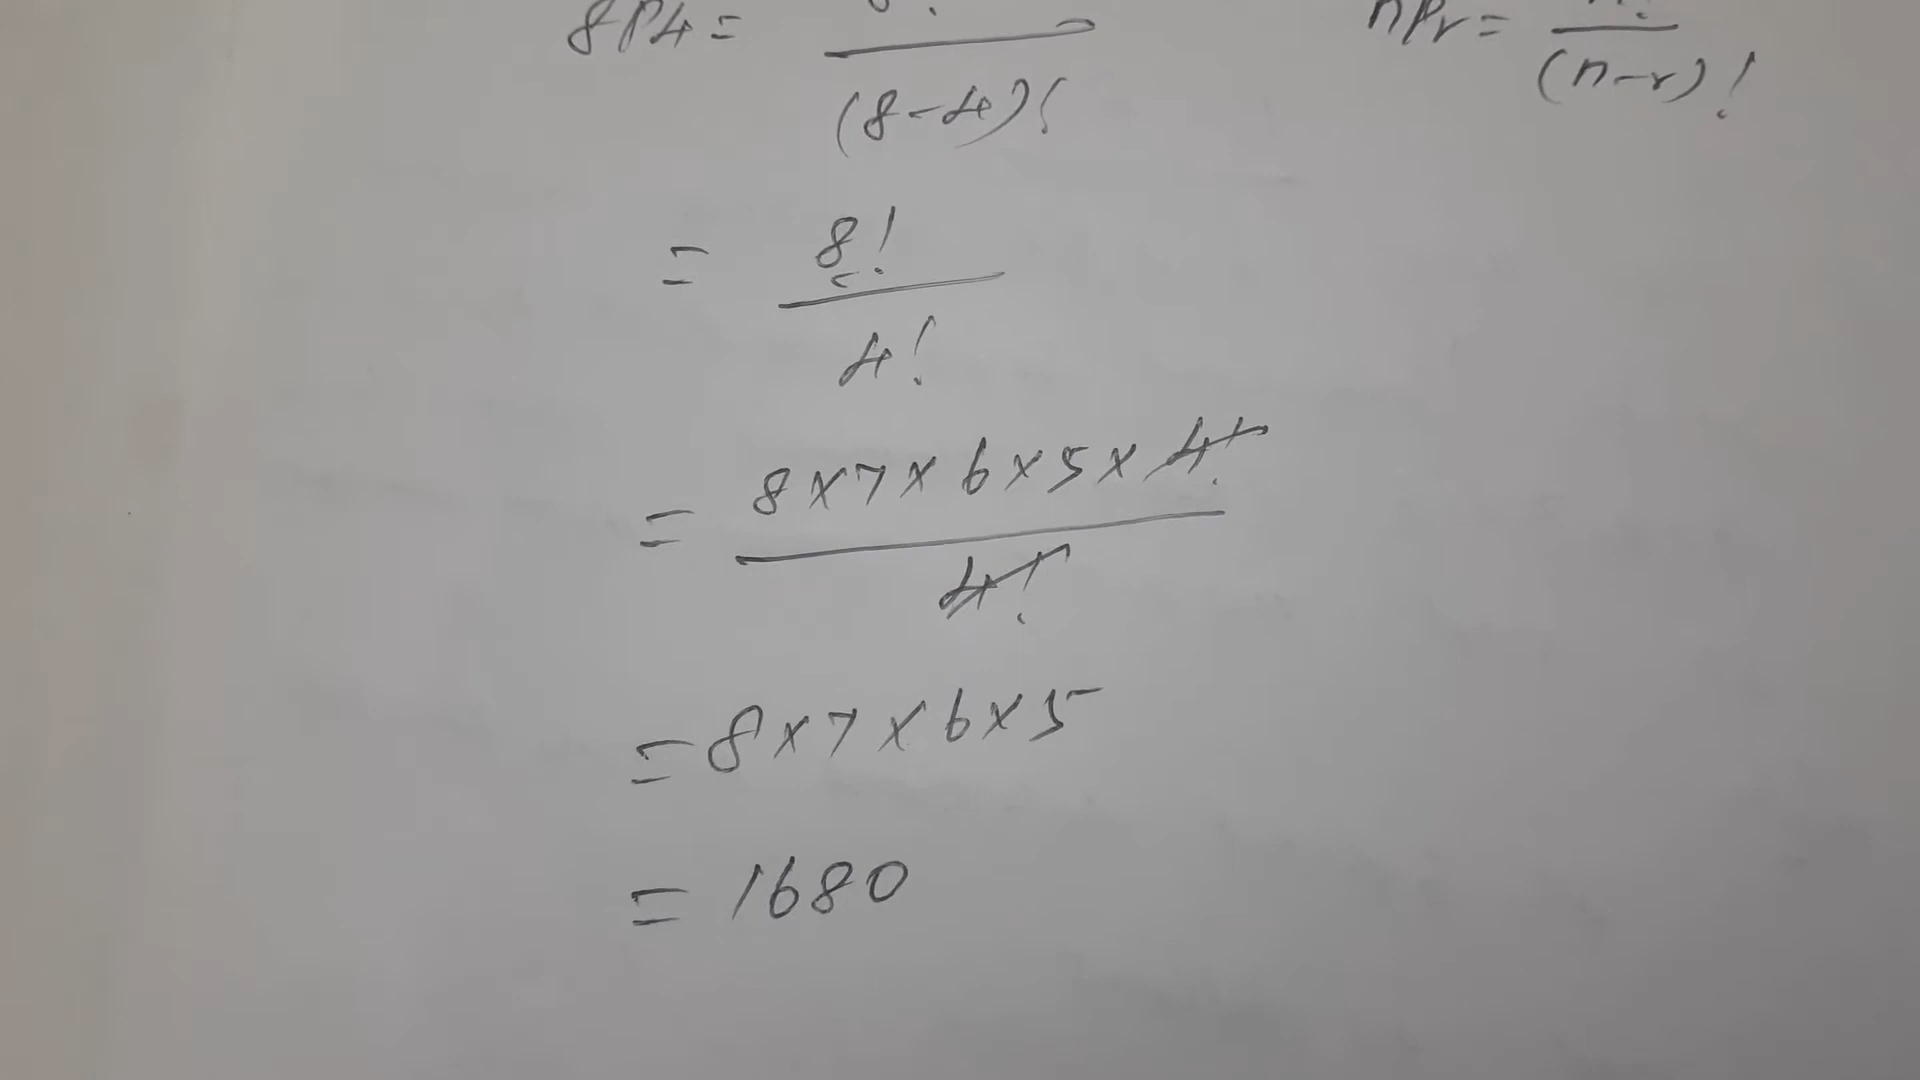 8P4 = / (8-4)!
nPr = n! / (n-r)!
= 8! / 4!
= 8×7×6×5×4! / 4!
= 8×7×6×5
= 1680